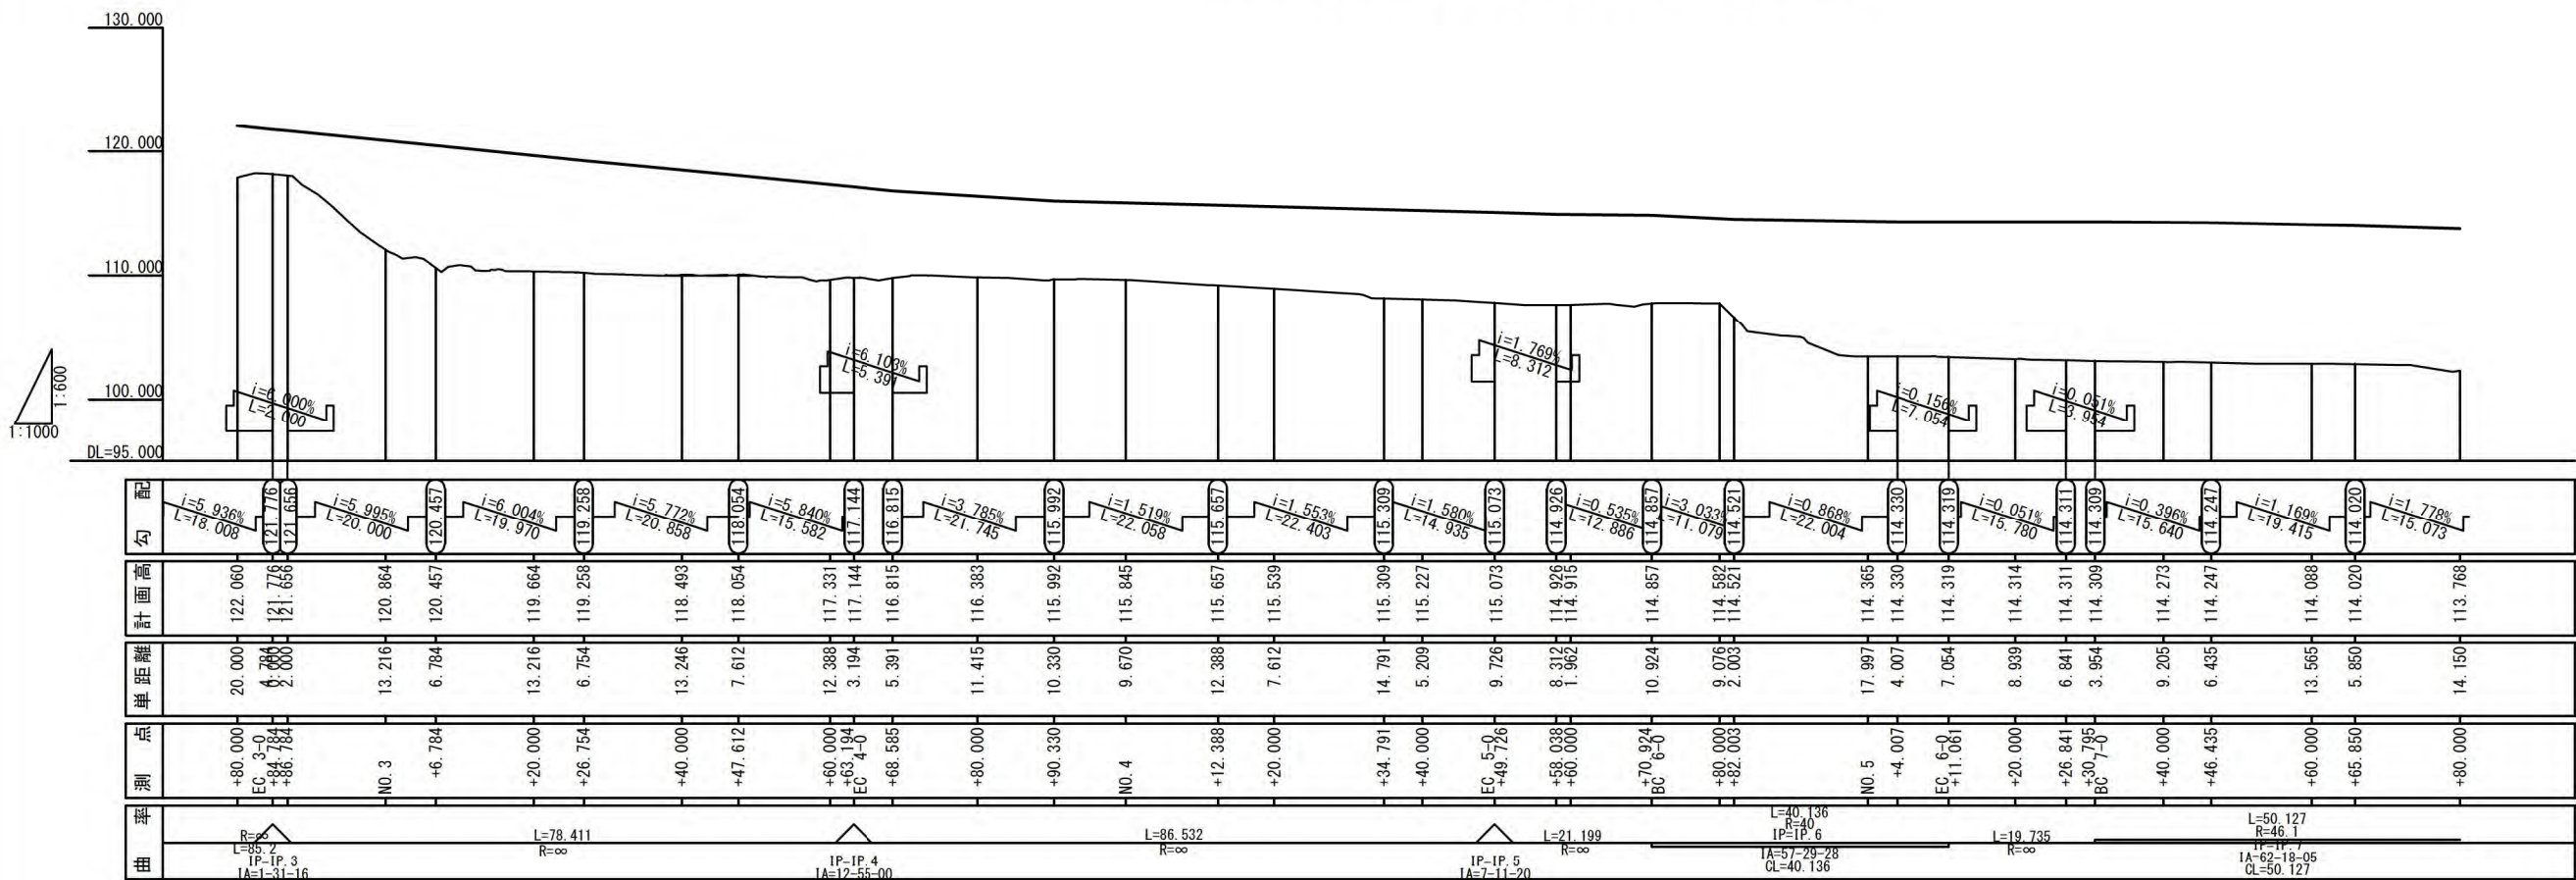 130.000
120.000
110.000
100.000
DL=95.000
1:600
1:1000
i=6.000%
L=2.000
i=6.103%
L=5.391
i=1.769%
L=8.312
i=0.156%
L=7.054
i=0.051%
L=3.954
勾配
i=5.936%
L=18.008
121.776
121.656
i=5.995%
L=20.000
120.457
i=6.004%
L=19.970
119.258
i=5.772%
L=20.858
118.054
i=5.840%
L=15.582
117.144
116.815
i=3.785%
L=21.745
115.992
i=1.519%
L=22.058
115.657
i=1.553%
L=22.403
115.309
i=1.580%
L=14.935
115.073
114.926
i=0.535%
L=12.886
114.857
i=3.033%
L=11.079
114.521
i=0.868%
L=22.004
114.330
114.319
i=0.051%
L=15.780
114.311
114.309
i=0.396%
L=15.640
114.247
i=1.169%
L=19.415
114.020
i=1.778%
L=15.073
計画高
122.060
121.776
121.656
120.864
120.457
119.664
119.258
118.493
118.054
117.331
117.144
116.815
116.383
115.992
115.845
115.657
115.539
115.309
115.227
115.073
114.926
114.915
114.857
114.582
114.521
114.365
114.330
114.319
114.314
114.311
114.309
114.273
114.247
114.088
114.020
113.768
単距離
20.000
4.784
0.000
2.000
13.216
6.784
13.216
6.754
13.246
7.612
12.388
3.194
5.391
11.415
10.330
9.670
12.388
7.612
14.791
5.209
9.726
8.312
1.962
10.924
9.076
2.003
17.997
4.007
7.054
8.939
6.841
3.954
9.205
6.435
13.565
5.850
14.150
測点
+80.000
EC 3-0
+84.784
+86.784
NO.3
+6.784
+20.000
+26.754
+40.000
+47.612
+60.000
+63.194
EC 4-0
+68.585
+80.000
+90.330
NO.4
+12.388
+20.000
+34.791
+40.000
EC 5-0
+49.726
+58.038
+60.000
+70.924
BC 6-0
+80.000
+82.003
NO.5
+4.007
EC 6-0
+11.061
+20.000
+26.841
+30.795
BC 7-0
+40.000
+46.435
+60.000
+65.850
+80.000
曲率
R=∞
L=85.2
IP-IP.3
IA=1-31-16
L=78.411
R=∞
IP-IP.4
IA=12-55-00
L=86.532
R=∞
IP-IP.5
IA=7-11-20
L=21.199
R=∞
L=40.136
R=40
IP=IP.6
IA=57-29-28
CL=40.136
L=19.735
R=∞
L=50.127
R=46.1
IP-IP.7
IA-62-18-05
CL=50.127